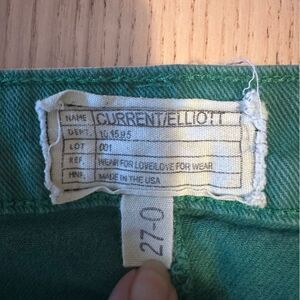 NAME CURRENT/ELLIOTT
DEPT. 10.15.95
LOT 001
REF. WEAR FOR LOVE/LOVE FOR WEAR
MNF. MADE IN THE USA
27-0